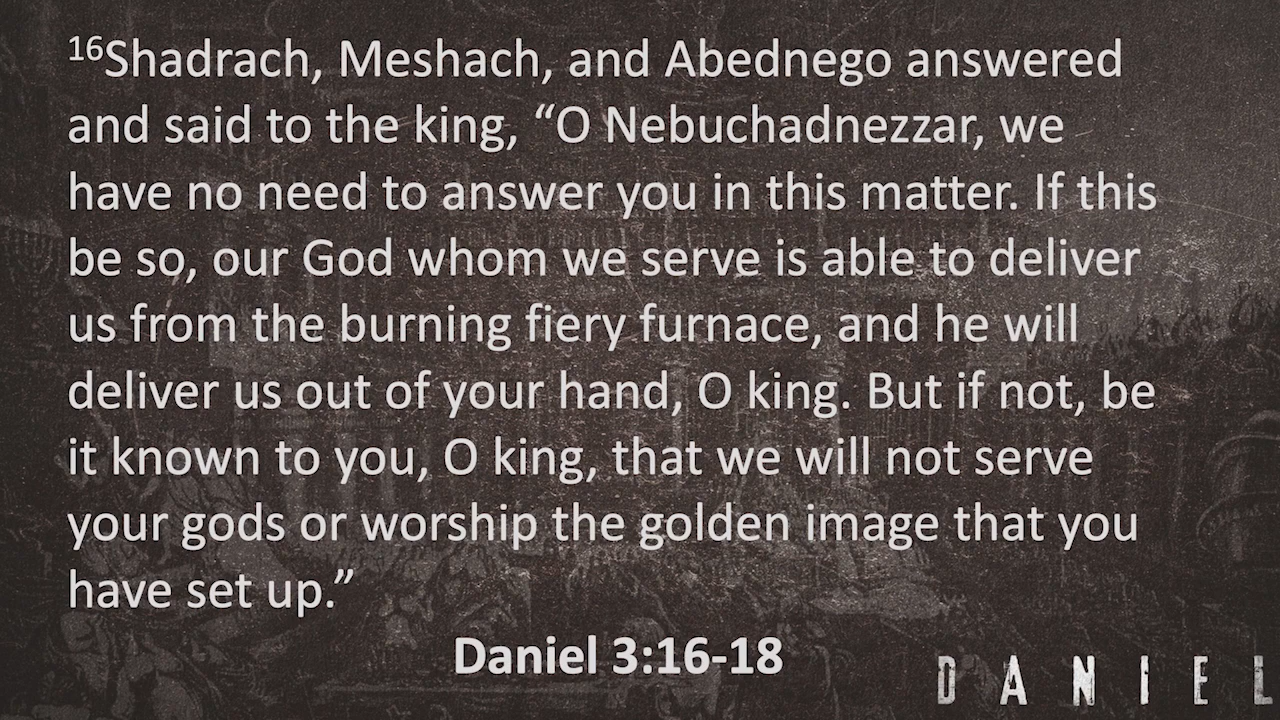 16Shadrach, Meshach, and Abednego answered
and said to the king, “O Nebuchadnezzar, we
have no need to answer you in this matter. If this
be so, our God whom we serve is able to deliver
us from the burning fiery furnace, and he will
deliver us out of your hand, O king. But if not, be
it known to you, O king, that we will not serve
your gods or worship the golden image that you
have set up.”
Daniel 3:16-18
DANIEL